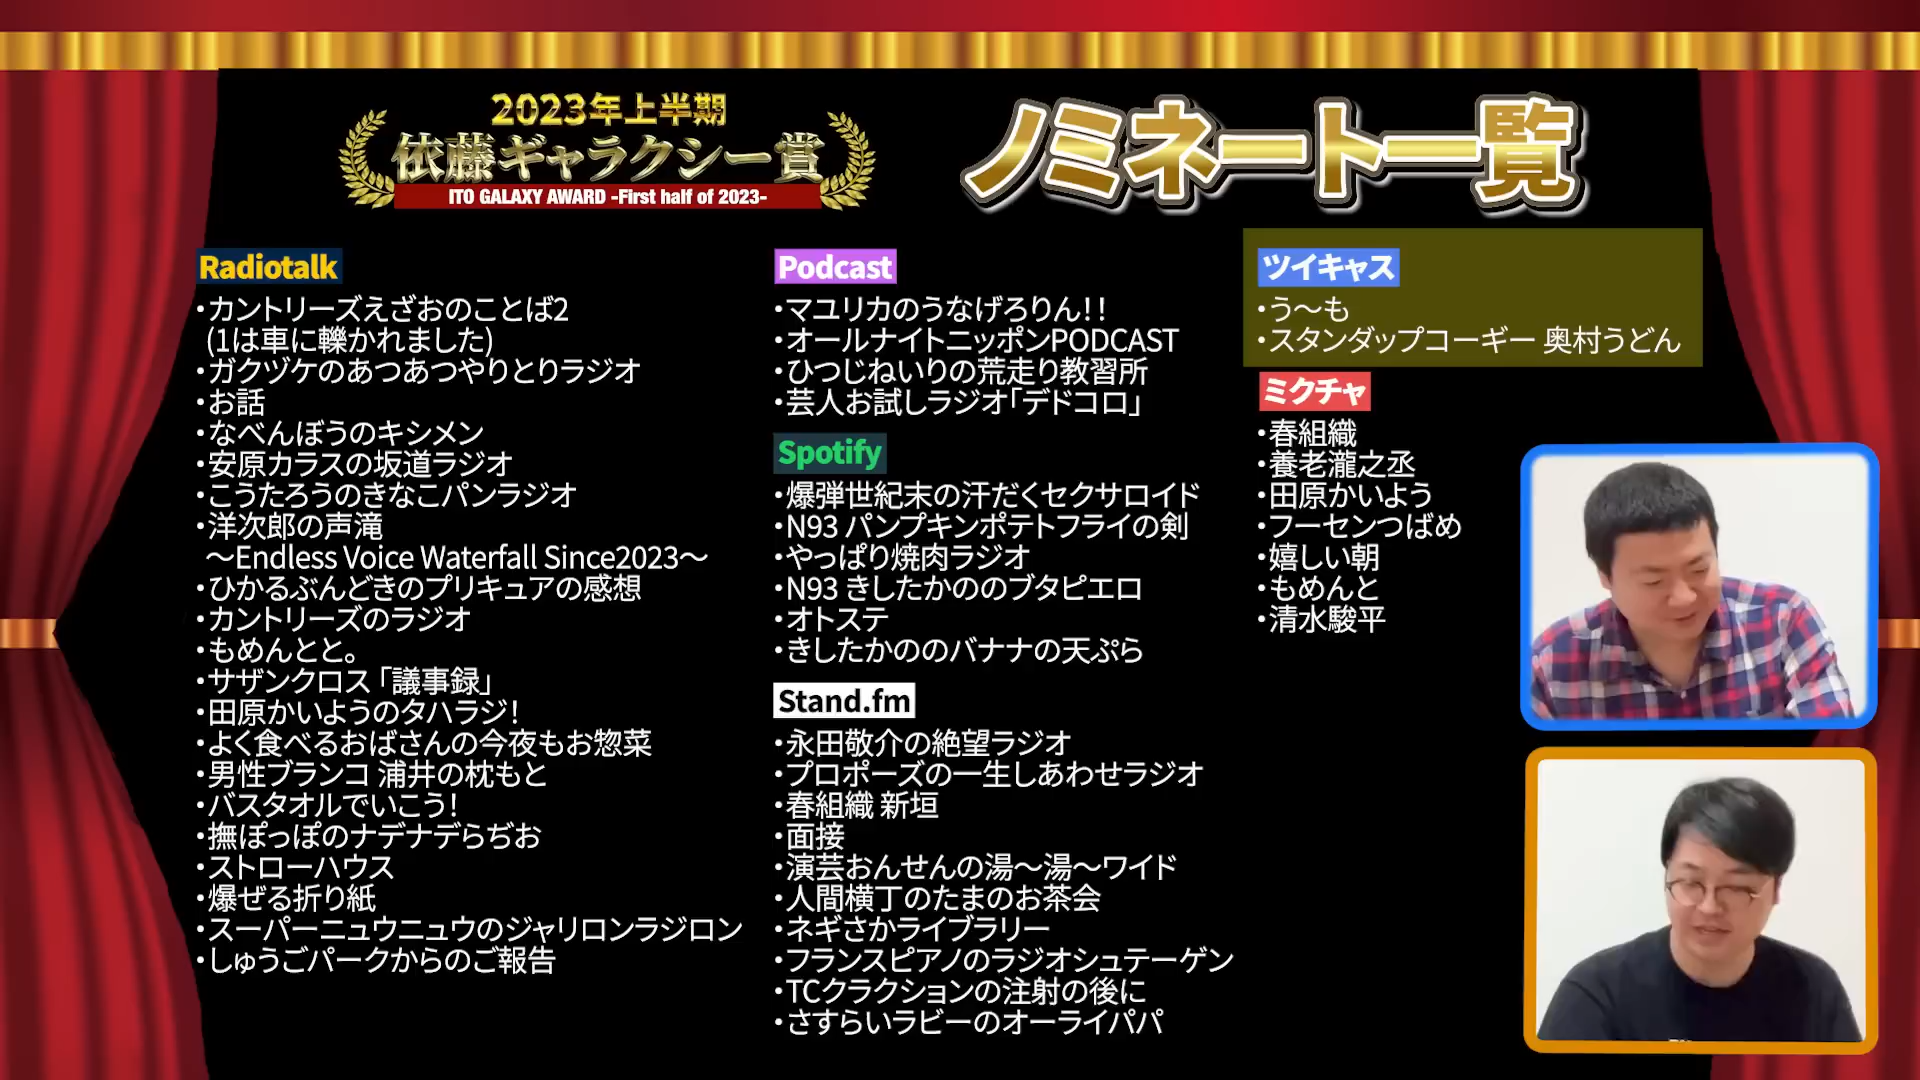 2023年上半期
依藤ギャラクシー賞
ITO GALAXY AWARD -First half of 2023-
ノミネート一覧
Radiotalk
・カントリーズえざおのことば2
(1は車に轢かれました)
・ガクヅケのあつあつやりとりラジオ
・お話
・なべんぼうのキシメン
・安原カラスの坂道ラジオ
・こうたろうのきなこパンラジオ
・洋次郎の声滝
～Endless Voice Waterfall Since2023～
・ひかるぶんどきのプリキュアの感想
・カントリーズのラジオ
・もめんとと。
・サザンクロス「議事録」
・田原かいようのタハラジ!
・よく食べるおばさんの今夜もお惣菜
・男性ブランコ 浦井の枕もと
・バスタオルでいこう!
・撫ぽっぽのナデナデらぢお
・ストローハウス
・爆ぜる折り紙
・スーパーニュウニュウのジャリロンラジロン
・しゅうごパークからのご報告
Podcast
・マユリカのうなげろりん!!
・オールナイトニッポンPODCAST
・ひつじねいりの荒走り教習所
・芸人お試しラジオ「デドコロ」
Spotify
・爆弾世紀末の汗だくセクサロイド
・N93 パンプキンポテトフライの剣
・やっぱり焼肉ラジオ
・N93 きしたかののブタピエロ
・オトステ
・きしたかののバナナの天ぷら
Stand.fm
・永田敬介の絶望ラジオ
・プロポーズの一生しあわせラジオ
・春組織 新垣
・面接
・演芸おんせんの湯～湯～ワイド
・人間横丁のたまのお茶会
・ネギさかライブラリー
・フランスピアノのラジオシュテーゲン
・TCクラクションの注射の後に
・さすらいラビーのオーライパパ
ツイキャス
・う～も
・スタンダップコーギー 奥村うどん
ミクチャ
・春組織
・養老瀧之丞
・田原かいよう
・フーセンつばめ
・嬉しい朝
・もめんと
・清水駿平